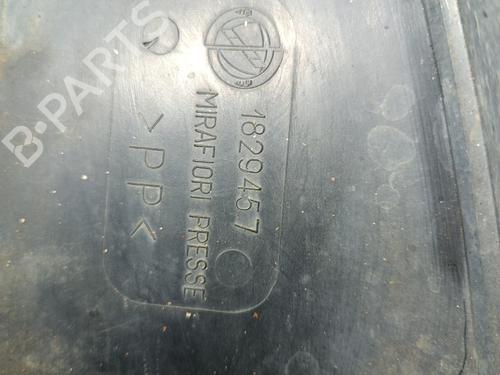 B-PARTS
1829457
MIRAFIORI PRESSE
>PP<